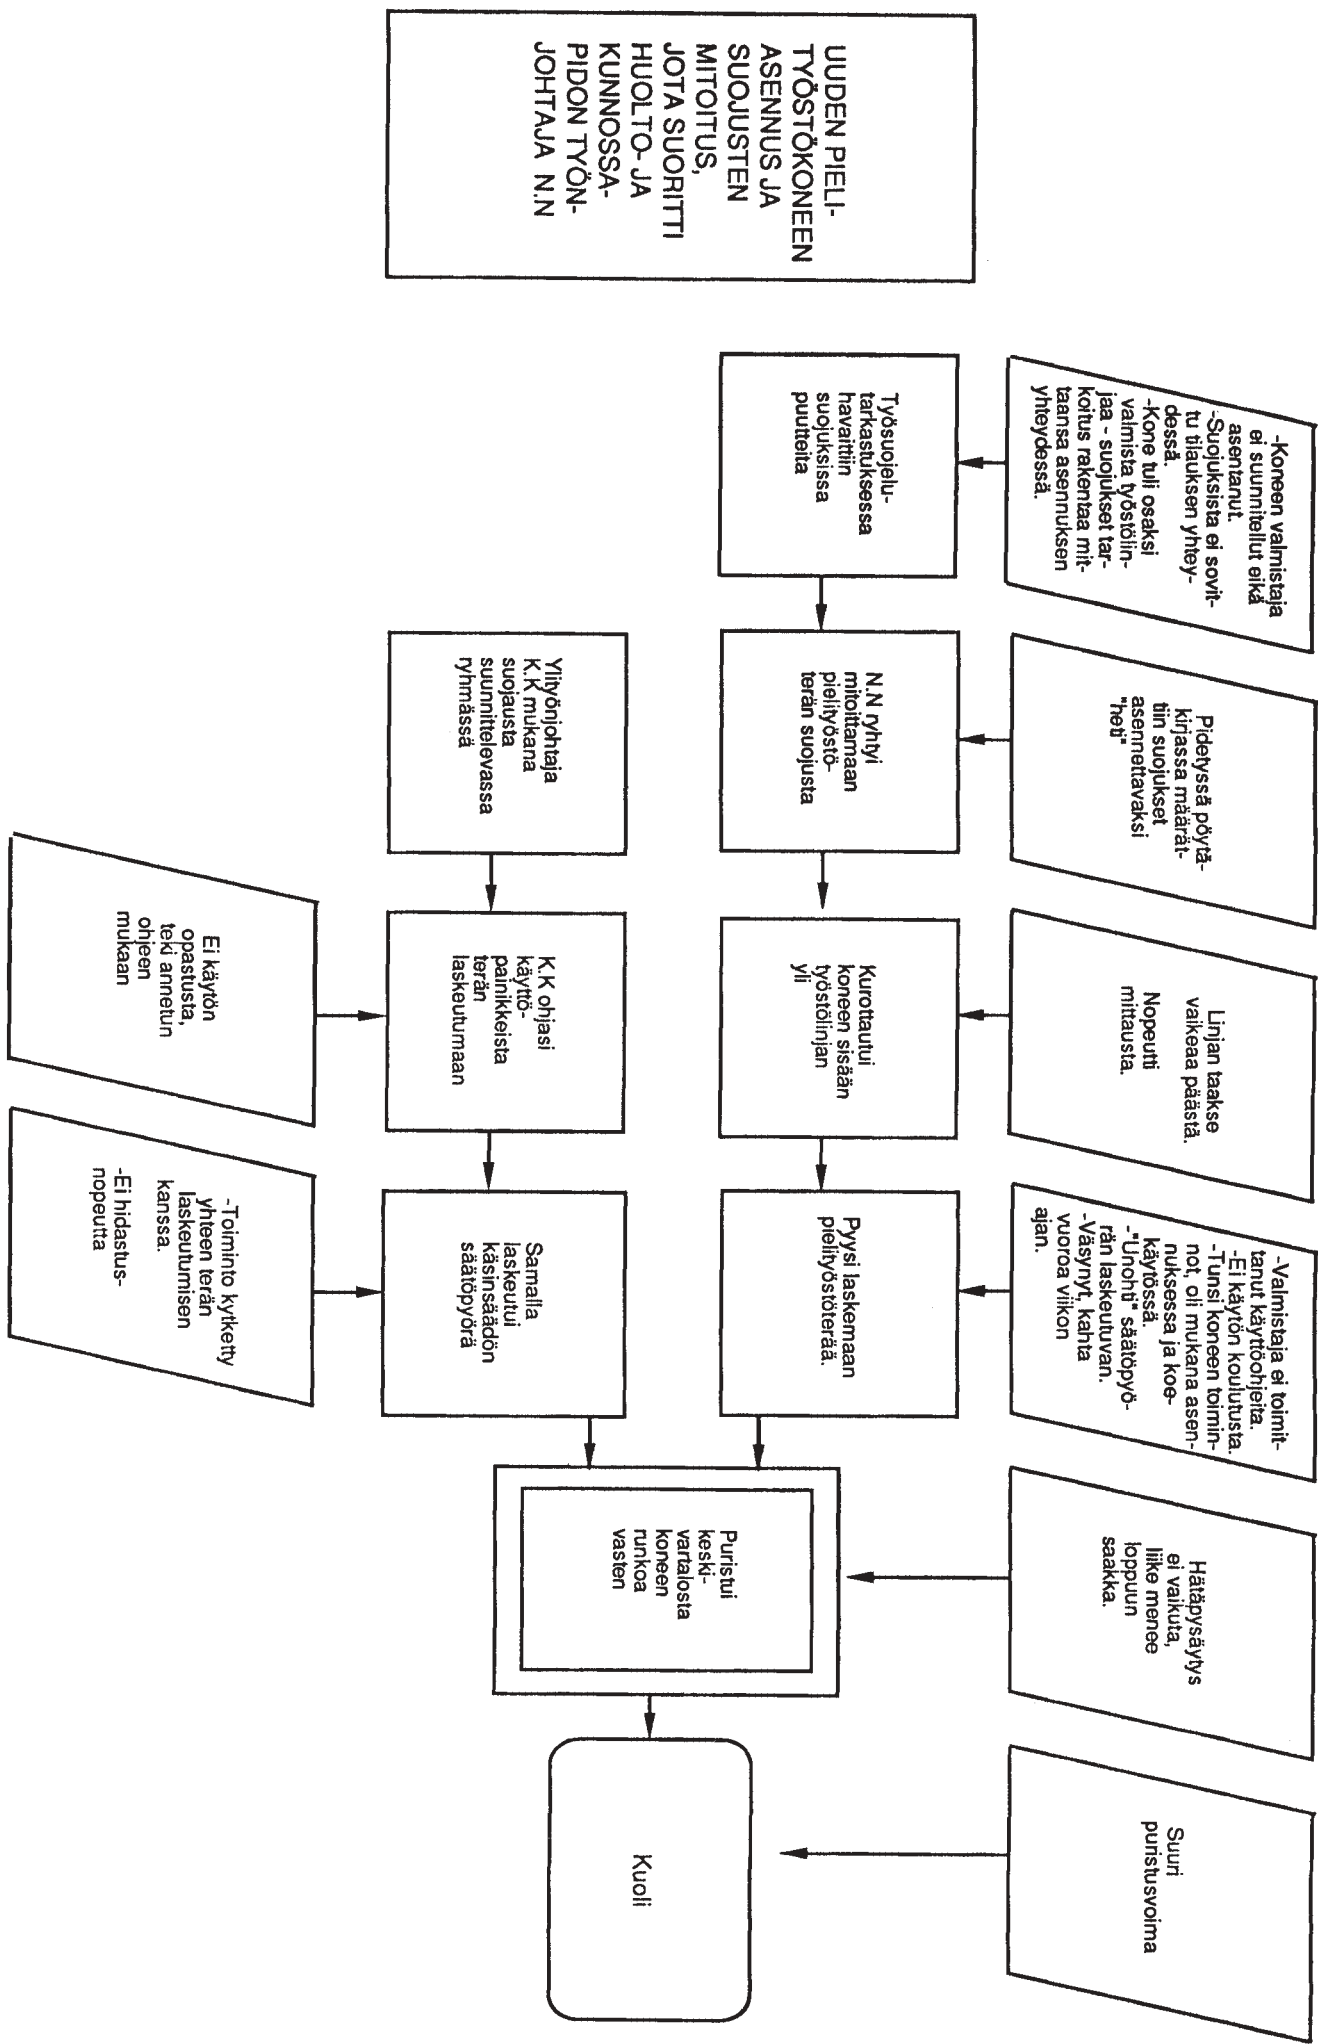 UUDEN PIELI-
TYÖSTÖKONEEN
ASENNUS JA
SUOJUSTEN
MITOITUS,
JOTA SUORITTI
HUOLTO- JA
KUNNOSSA-
PIDON TYÖN-
JOHTAJA N.N
-Koneen valmistaja
ei suunnitellut eikä
asentanut.
-Suojuksista ei sovit-
tu tilauksen yhtey-
dessä.
-Kone tuli osaksi
valmista työstölin-
jaa - suojukset tar-
koitus rakentaa mit-
taansa asennuksen
yhteydessä.
Pidetyssä pöytä-
kirjassa määrät-
tiin suojukset
asennettavaksi
"heti"
Linjan taakse
vaikeaa päästä.
Nopeutti
mittausta.
-Valmistaja ei toimit-
tanut käyttöohjeita.
-Ei käytön koulutusta.
-Tunsi koneen toimin-
not, oli mukana asen-
nuksessa ja koe-
käytössä.
-"Unohti" säätöpyö-
rän laskeutuvan.
-Väsynyt, kahta
vuoroa viikon
ajan.
Hätäpysäytys
ei vaikuta,
liike menee
loppuun
saakka.
Suuri
puristusvoima
Työsuojelu-
tarkastuksessa
havaittiin
suojuksissa
puutteita
N.N ryhtyi
mitoittamaan
pielityöstö-
terän suojusta
Kurottautui
koneen sisään
työstölinjan
yli
Pyysi laskemaan
pielityöstöterää.
Ylityönjohtaja
K.K mukana
suojausta
suunnittelevassa
ryhmässä
K.K ohjasi
käyttö-
painikkeista
terän
laskeutumaan
Samalla
laskeutui
käsinsäädön
säätöpyörä
Puristui
keski-
vartalosta
koneen
runkoa
vasten
Kuoli
Ei käytön
opastusta,
teki annetun
ohjeen
mukaan
-Toiminto kytketty
yhteen terän
laskeutumisen
kanssa.
-Ei hidastus-
nopeutta